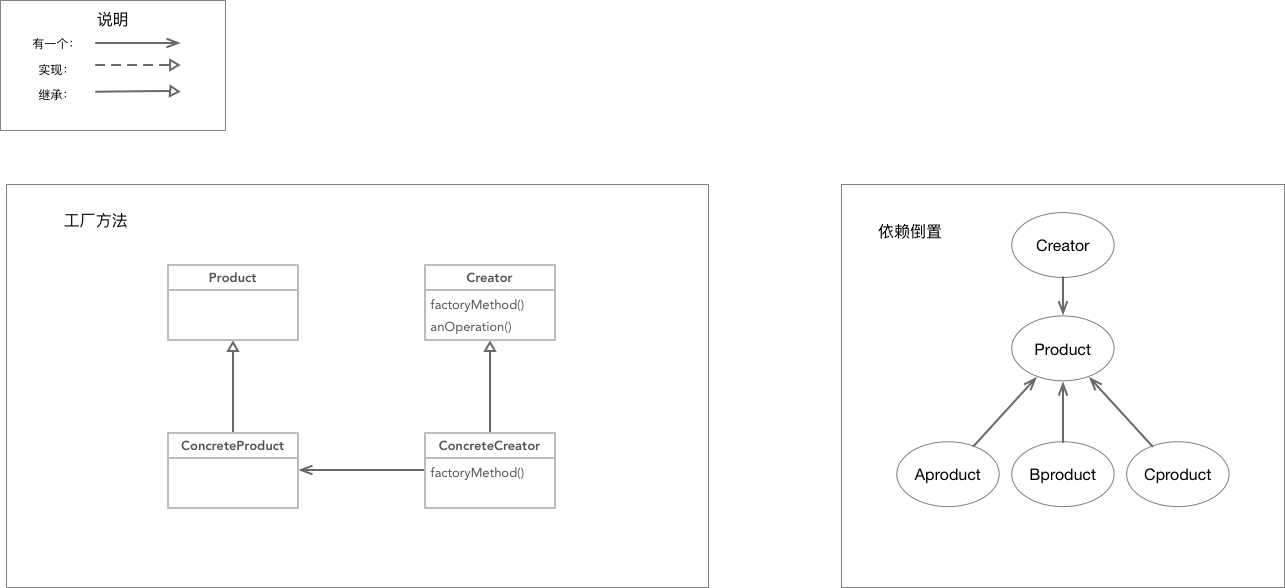 说明
有一个：
实现：
继承：
工厂方法
Product
Creator
factoryMethod()
anOperation()
ConcreteProduct
ConcreteCreator
factoryMethod()
依赖倒置
Creator
Product
Aproduct
Bproduct
Cproduct